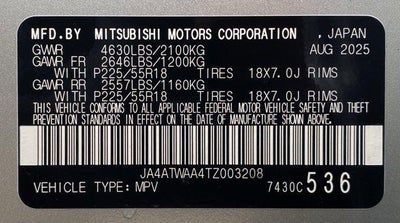 MFD.BY MITSUBISHI MOTORS CORPORATION , JAPAN
GVWR 4630LBS/2100KG AUG 2025
GAWR FR 2646LBS/1200KG
WITH P225/55R18 TIRES 18X7.0J RIMS
GAWR RR 2557LBS/1160KG
WITH P225/55R18 TIRES 18X7.0J RIMS
THIS VEHICLE CONFORMS TO ALL APPLICABLE FEDERAL MOTOR VEHICLE SAFETY AND THEFT
PREVENTION STANDARDS IN EFFECT ON THE DATE OF MANUFACTURE SHOWN ABOVE.
JA4ATWAA4TZ003208
VEHICLE TYPE: MPV 7430C 536